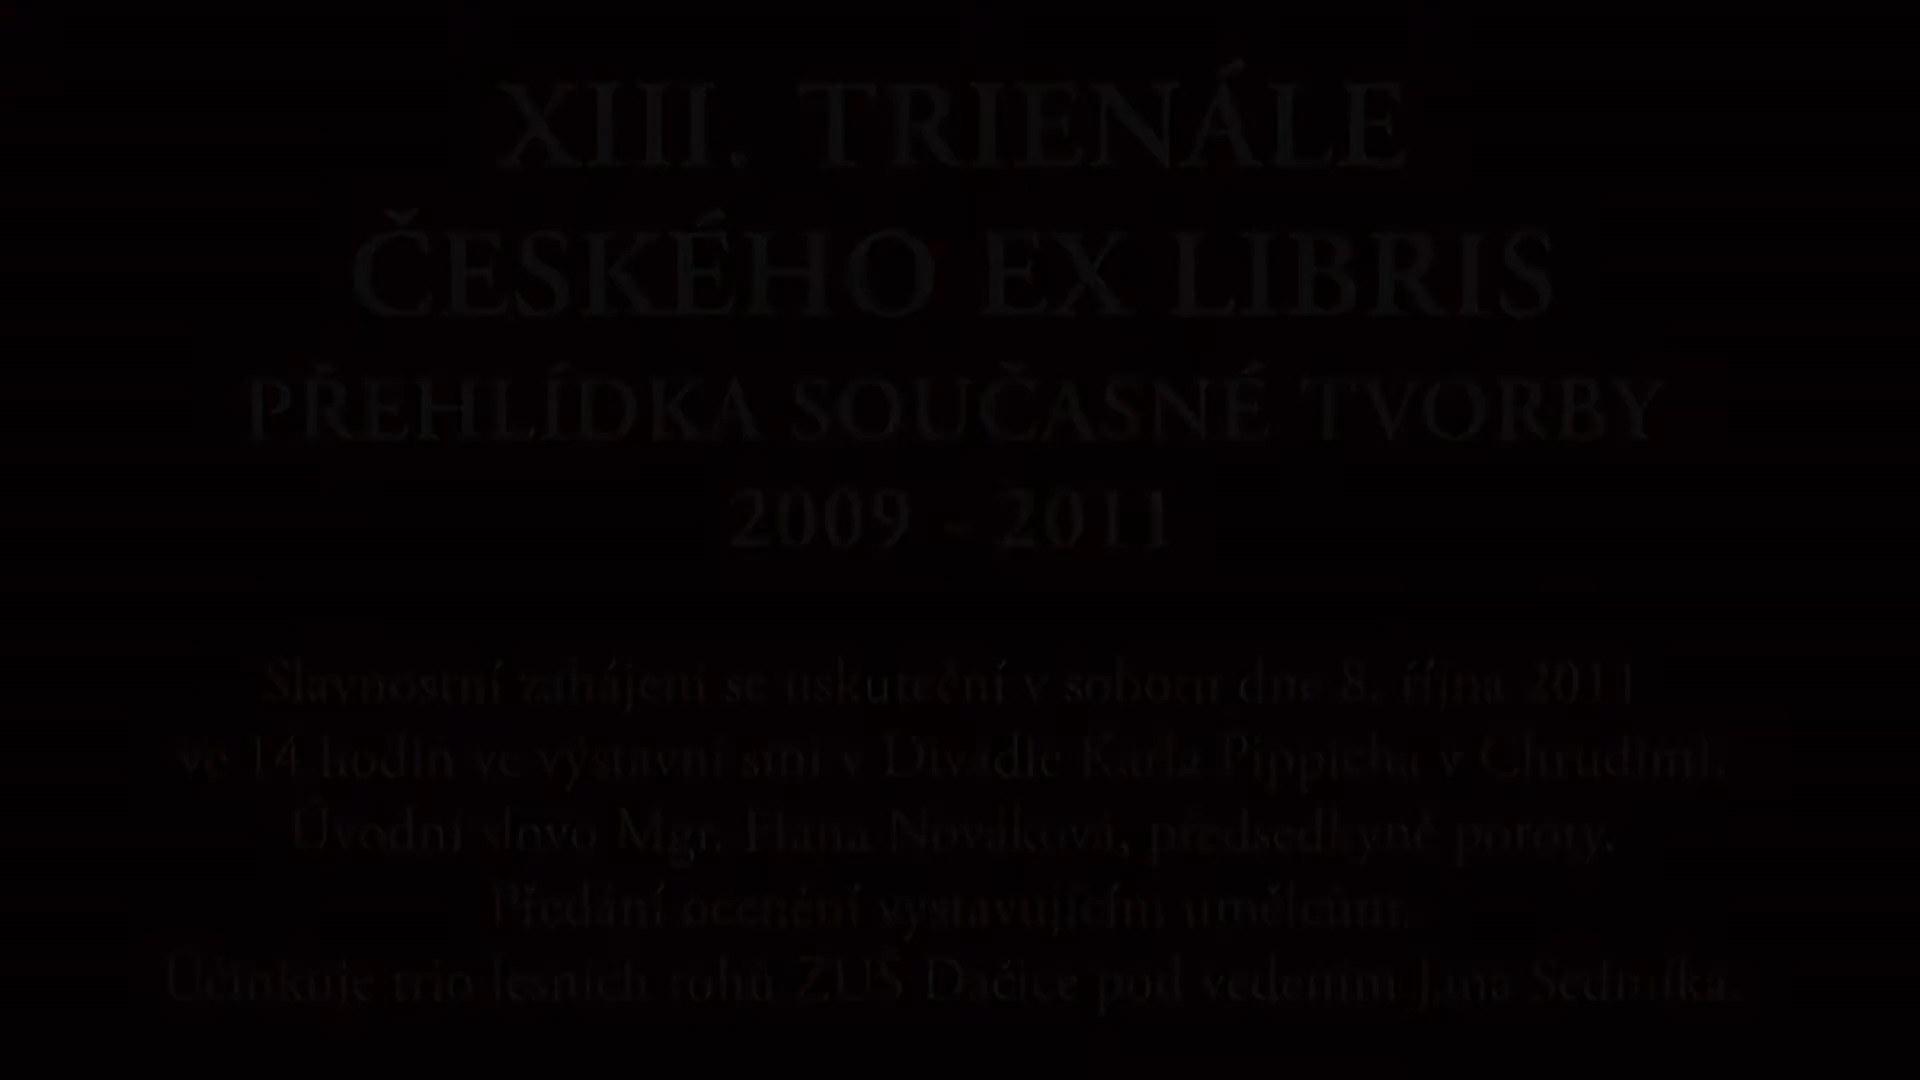 XIII. TRIENÁLE
ČESKÉHO EX LIBRIS
PŘEHLÍDKA SOUČASNÉ TVORBY
2009 - 2011
Slavnostní zahájení se uskuteční v sobotu dne 8. října 2011
ve 14 hodin ve výstavní síni v Divadle Karla Pippicha v Chrudimi.
Úvodní slovo Mgr. Hana Nováková, předsedkyně poroty.
Předání ocenění vystavujícím umělcům.
Účinkuje trio lesních rohů ZUŠ Dačice pod vedením Jana Sedmíka.